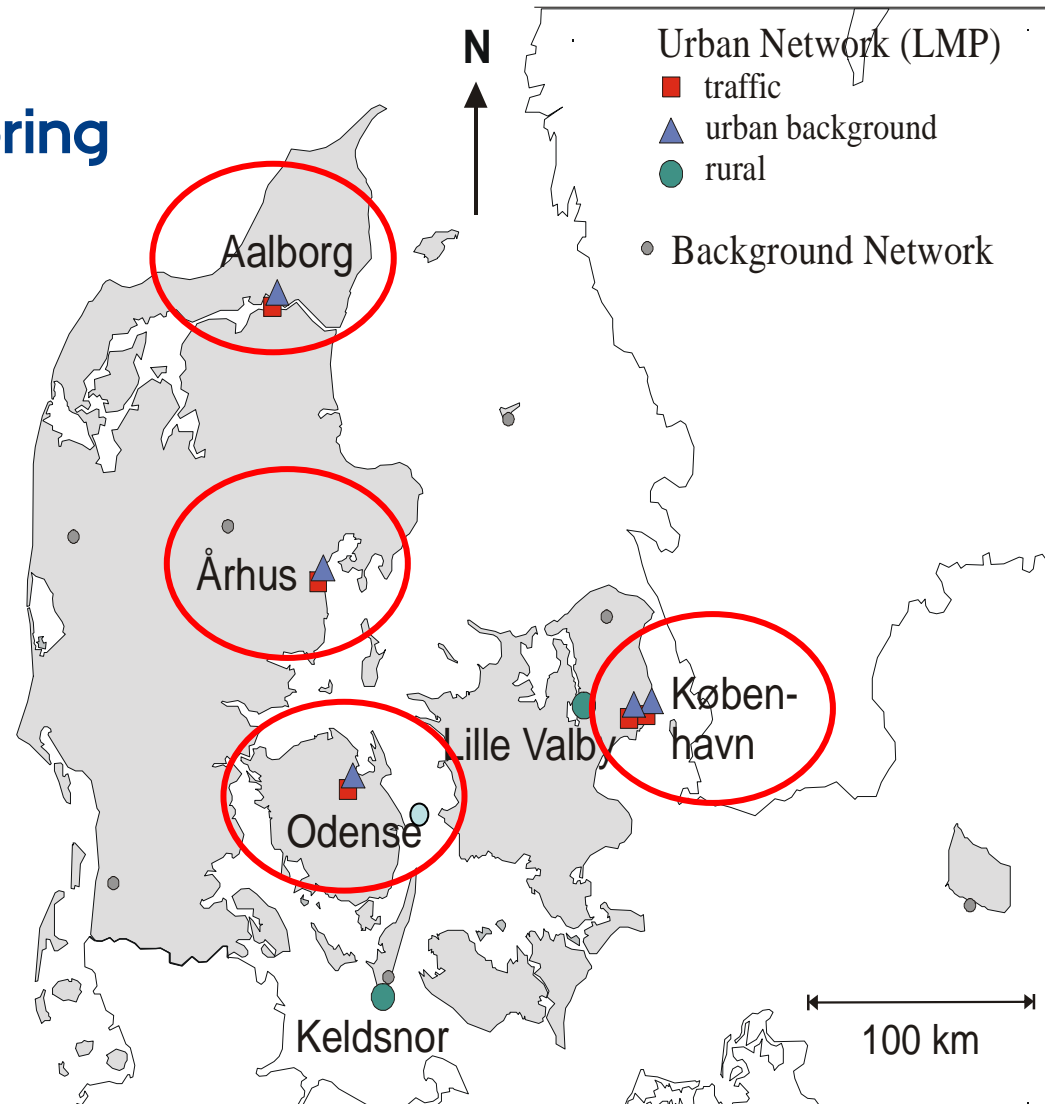 N
Urban Network (LMP)
traffic
urban background
rural
Background Network
ring
Aalborg
Århus
Køben-
havn
Lille Valby
Odense
Keldsnor
100 km